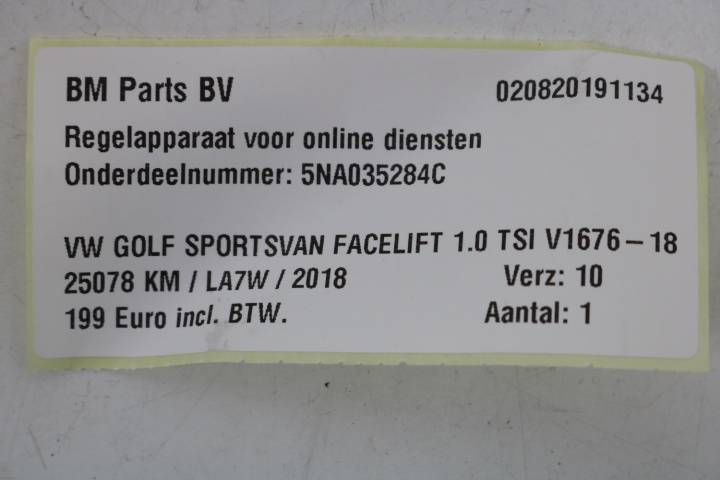 BM Parts BV 020820191134
Regelapparaat voor online diensten
Onderdeelnummer: 5NA035284C
VW GOLF SPORTSVAN FACELIFT 1.0 TSI V1676-18
25078 KM / LA7W / 2018 Verz: 10
199 Euro incl. BTW. Aantal: 1